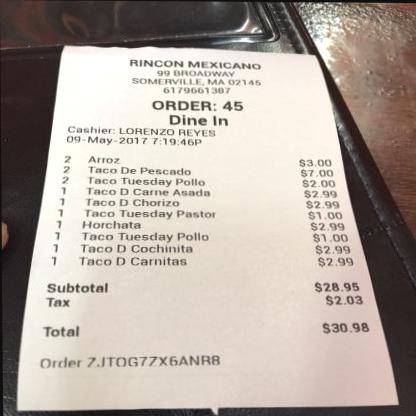 RINCON MEXICANO
99 BROADWAY
SOMERVILLE, MA 02145
6179661387
ORDER: 45
Dine In
Cashier: LORENZO REYES
09-May-2017 7:19:46P
2 Arroz $3.00
2 Taco De Pescado $7.00
2 Taco Tuesday Pollo $2.00
1 Taco D Carne Asada $2.99
1 Taco D Chorizo $2.99
1 Taco Tuesday Pastor $1.00
1 Horchata $2.99
1 Taco Tuesday Pollo $1.00
1 Taco D Cochinita $2.99
1 Taco D Carnitas $2.99
Subtotal $28.95
Tax $2.03
Total $30.98
Order ZJTQG7ZX6ANR8